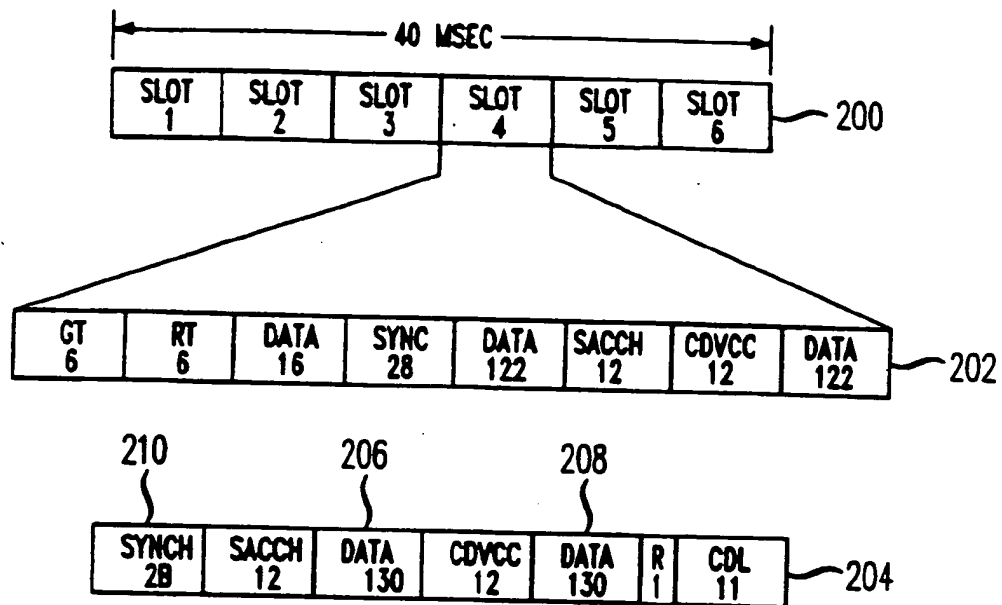 40 MSEC
SLOT 1 SLOT 2 SLOT 3 SLOT 4 SLOT 5 SLOT 6 200
GT 6 RT 6 DATA 16 SYNC 28 DATA 122 SACCH 12 CDVCC 12 DATA 122 202
210 206 208
SYNCH 2B SACCH 12 DATA 130 CDVCC 12 DATA 130 R 1 CDL 11 204